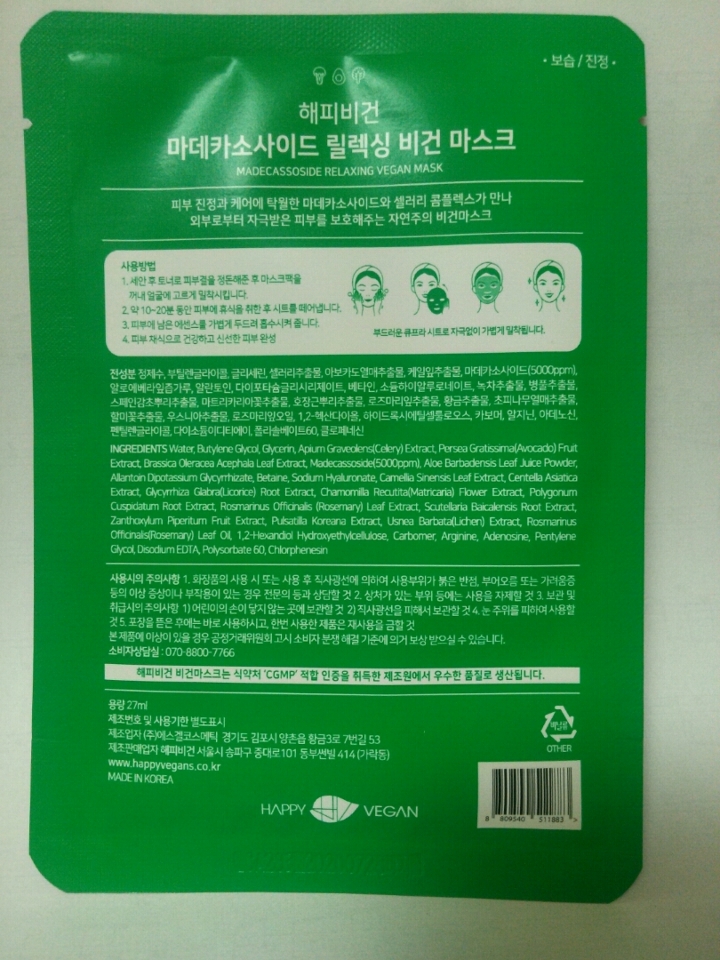 · 보습 / 진정 ·
해피비건
마데카소사이드 릴렉싱 비건 마스크
MADECASSOSIDE RELAXING VEGAN MASK
피부 진정과 케어에 탁월한 마데카소사이드와 셀러리 콤플렉스가 만나
외부로부터 자극받은 피부를 보호해주는 자연주의 비건마스크
사용방법
1. 세안 후 토너로 피부결을 정돈해준 후 마스크팩을
꺼내 얼굴에 고르게 밀착시킵니다.
2. 약 10~20분 동안 피부에 휴식을 취한 후 시트를 떼어냅니다.
3. 피부에 남은 에센스를 가볍게 두드려 흡수시켜 줍니다.
4. 피부 채식으로 건강하고 신선한 피부 완성
부드러운 큐프라 시트로 자극없이 가볍게 밀착됩니다.
전성분 정제수, 부틸렌글라이콜, 글리세린, 셀러리추출물, 아보카도열매추출물, 케일잎추출물, 마데카소사이드(5000ppm),
알로에베라잎즙가루, 알란토인, 다이포타슘글리시리제이트, 베타인, 소듐하이알루로네이트, 녹차추출물, 병풀추출물,
스페인감초뿌리추출물, 마트리카리아꽃추출물, 호장근뿌리추출물, 로즈마리잎추출물, 황금추출물, 초피나무열매추출물,
할미꽃추출물, 우스니아추출물, 로즈마리잎오일, 1,2-헥산다이올, 하이드록시에틸셀룰로오스, 카보머, 알지닌, 아데노신,
펜틸렌글라이콜, 다이소듐이디티에이, 폴리솔베이트60, 클로페네신
INGREDIENTS Water, Butylene Glycol, Glycerin, Apium Graveolens(Celery) Extract, Persea Gratissima(Avocado) Fruit
Extract, Brassica Oleracea Acephala Leaf Extract, Madecassoside(5000ppm), Aloe Barbadensis Leaf Juice Powder,
Allantoin Dipotassium Glycyrrhizate, Betaine, Sodium Hyaluronate, Camellia Sinensis Leaf Extract, Centella Asiatica
Extract, Glycyrrhiza Glabra(Licorice) Root Extract, Chamomilla Recutita(Matricaria) Flower Extract, Polygonum
Cuspidatum Root Extract, Rosmarinus Officinalis (Rosemary) Leaf Extract, Scutellaria Baicalensis Root Extract,
Zanthoxylum Piperitum Fruit Extract, Pulsatilla Koreana Extract, Usnea Barbata(Lichen) Extract, Rosmarinus
Officinalis(Rosemary) Leaf Oil, 1,2-Hexandiol Hydroxyethylcellulose, Carbomer, Arginine, Adenosine, Pentylene
Glycol, Disodium EDTA, Polysorbate 60, Chlorphenesin
사용시의 주의사항 1. 화장품의 사용 시 또는 사용 후 직사광선에 의하여 사용부위가 붉은 반점, 부어오름 또는 가려움증
등의 이상 증상이나 부작용이 있는 경우 전문의 등과 상담할 것 2. 상처가 있는 부위 등에는 사용을 자제할 것 3. 보관 및
취급시의 주의사항 1) 어린이의 손이 닿지 않는 곳에 보관할 것 2) 직사광선을 피해서 보관할 것 4. 눈 주위를 피하여 사용할
것 5. 포장을 뜯은 후에는 바로 사용하시고, 한번 사용한 제품은 재사용을 금할 것
본 제품에 이상이 있을 경우 공정거래위원회 고시 소비자 분쟁 해결 기준에 의거 보상 받으실 수 있습니다.
소비자상담실 : 070-8800-7766
해피비건 비건마스크는 식약처 'CGMP' 적합 인증을 취득한 제조원에서 우수한 품질로 생산됩니다.
용량 27ml
제조번호 및 사용기한 별도표시
제조업자 (주)에스겔코스메틱 경기도 김포시 양촌읍 황금3로 7번길 53
제조판매업자 해피비건 서울시 송파구 중대로101 동부썬빌 414 (가락동)
www.happyvegans.co.kr
MADE IN KOREA
비닐류
OTHER
HAPPY VEGAN
8 809540 511883 >